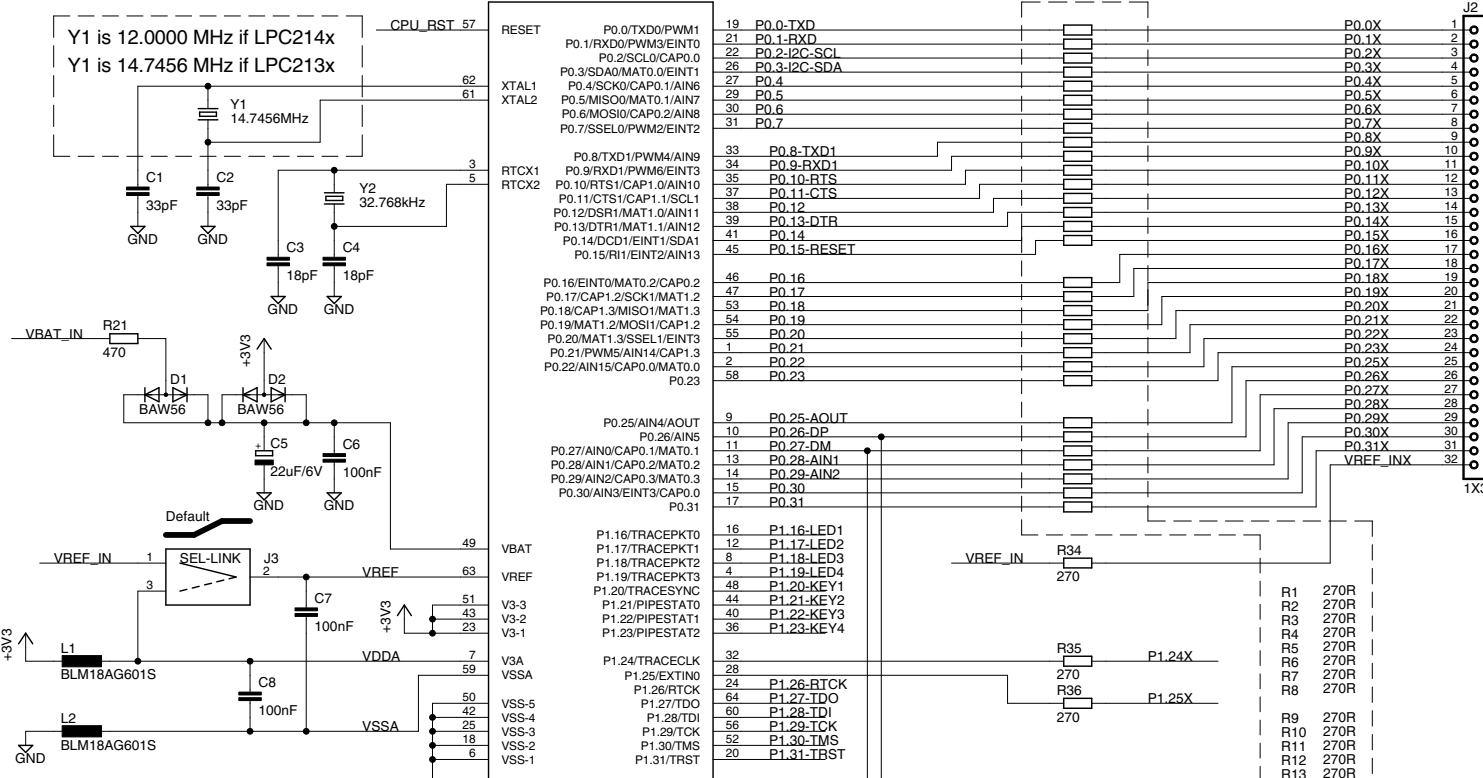 Y1 is 12.0000 MHz if LPC214x
Y1 is 14.7456 MHz if LPC213x
Y1
14.7456MHz
C1
33pF
C2
33pF
GND
GND
Y2
32.768kHz
C3
18pF
C4
18pF
GND
GND
VBAT_IN
R21
470
+3V3
D1
BAW56
D2
BAW56
C5
+
22uF/6V
C6
100nF
GND
GND
Default
VREF_IN
1
3
SEL-LINK
J3
2
VREF
C7
100nF
+3V3
+3V3
L1
BLM18AG601S
VDDA
C8
100nF
L2
BLM18AG601S
VSSA
GND
CPU_RST 57 RESET
62 XTAL1
61 XTAL2
3 RTCX1
5 RTCX2
49 VBAT
63 VREF
51 V3-3
43 V3-2
23 V3-1
7 V3A
59 VSSA
50 VSS-5
42 VSS-4
25 VSS-3
18 VSS-2
6 VSS-1
P0.0/TXD0/PWM1 19 P0.0-TXD
P0.1/RXD0/PWM3/EINT0 21 P0.1-RXD
P0.2/SCL0/CAP0.0 22 P0.2-I2C-SCL
P0.3/SDA0/MAT0.0/EINT1 26 P0.3-I2C-SDA
P0.4/SCK0/CAP0.1/AIN6 27 P0.4
P0.5/MISO0/MAT0.1/AIN7 29 P0.5
P0.6/MOSI0/CAP0.2/AIN8 30 P0.6
P0.7/SSEL0/PWM2/EINT2 31 P0.7
P0.8/TXD1/PWM4/AIN9 33 P0.8-TXD1
P0.9/RXD1/PWM6/EINT3 34 P0.9-RXD1
P0.10/RTS1/CAP1.0/AIN10 35 P0.10-RTS
P0.11/CTS1/CAP1.1/SCL1 37 P0.11-CTS
P0.12/DSR1/MAT1.0/AIN11 38 P0.12
P0.13/DTR1/MAT1.1/AIN12 39 P0.13-DTR
P0.14/DCD1/EINT1/SDA1 41 P0.14
P0.15/RI1/EINT2/AIN13 45 P0.15-RESET
P0.16/EINT0/MAT0.2/CAP0.2 46 P0.16
P0.17/CAP1.2/SCK1/MAT1.2 47 P0.17
P0.18/CAP1.3/MISO1/MAT1.3 53 P0.18
P0.19/MAT1.2/MOSI1/CAP1.2 54 P0.19
P0.20/MAT1.3/SSEL1/EINT3 55 P0.20
P0.21/PWM5/AIN14/CAP1.3 1 P0.21
P0.22/AIN15/CAP0.0/MAT0.0 2 P0.22
P0.23 58 P0.23
P0.25/AIN4/AOUT 9 P0.25-AOUT
P0.26/AIN5 10 P0.26-DP
P0.27/AIN0/CAP0.1/MAT0.1 11 P0.27-DM
P0.28/AIN1/CAP0.2/MAT0.2 13 P0.28-AIN1
P0.29/AIN2/CAP0.3/MAT0.3 14 P0.29-AIN2
P0.30/AIN3/EINT3/CAP0.0 15 P0.30
P0.31 17 P0.31
P1.16/TRACEPKT0 16 P1.16-LED1
P1.17/TRACEPKT1 12 P1.17-LED2
P1.18/TRACEPKT2 8 P1.18-LED3
P1.19/TRACEPKT3 4 P1.19-LED4
P1.20/TRACESYNC 48 P1.20-KEY1
P1.21/PIPESTAT0 44 P1.21-KEY2
P1.22/PIPESTAT1 40 P1.22-KEY3
P1.23/PIPESTAT2 36 P1.23-KEY4
P1.24/TRACECLK 32
P1.25/EXTIN0 28
P1.26/RTCK 24 P1.26-RTCK
P1.27/TDO 64 P1.27-TDO
P1.28/TDI 60 P1.28-TDI
P1.29/TCK 56 P1.29-TCK
P1.30/TMS 52 P1.30-TMS
P1.31/TRST 20 P1.31-TRST
J2
P0.0X 1
P0.1X 2
P0.2X 3
P0.3X 4
P0.4X 5
P0.5X 6
P0.6X 7
P0.7X 8
P0.8X 9
P0.9X 10
P0.10X 11
P0.11X 12
P0.12X 13
P0.13X 14
P0.14X 15
P0.15X 16
P0.16X 17
P0.17X 18
P0.18X 19
P0.19X 20
P0.20X 21
P0.21X 22
P0.22X 23
P0.23X 24
P0.25X 25
P0.26X 26
P0.27X 27
P0.28X 28
P0.29X 29
P0.30X 30
P0.31X 31
VREF_INX 32
VREF_IN
R34
270
R35
270
P1.24X
R36
270
P1.25X
R1 270R
R2 270R
R3 270R
R4 270R
R5 270R
R6 270R
R7 270R
R8 270R
R9 270R
R10 270R
R11 270R
R12 270R
R13 270R